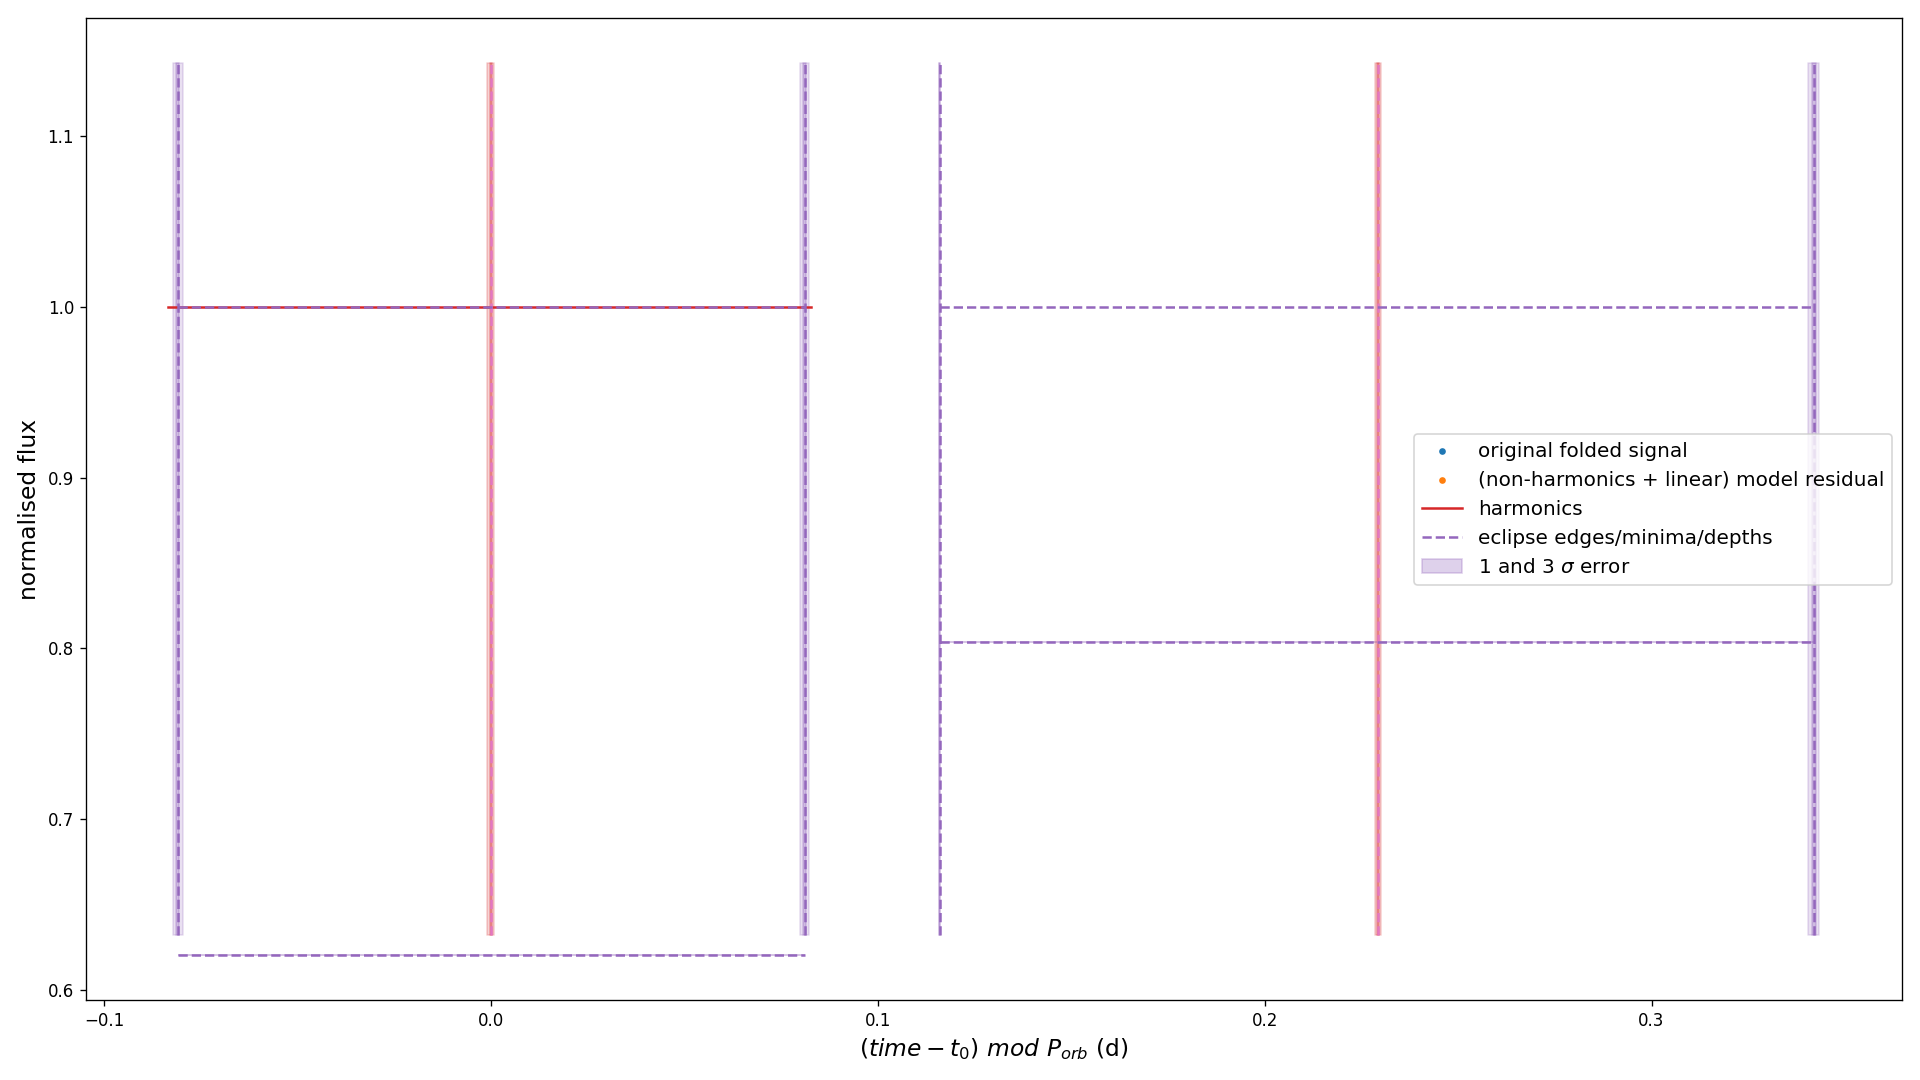 normalised flux
1.1
1.0
0.9
0.8
0.7
0.6
original folded signal
(non-harmonics + linear) model residual
harmonics
eclipse edges/minima/depths
1 and 3 σ error
−0.1
0.0
0.1
0.2
0.3
(time − t₀) mod Pₒᵣb (d)